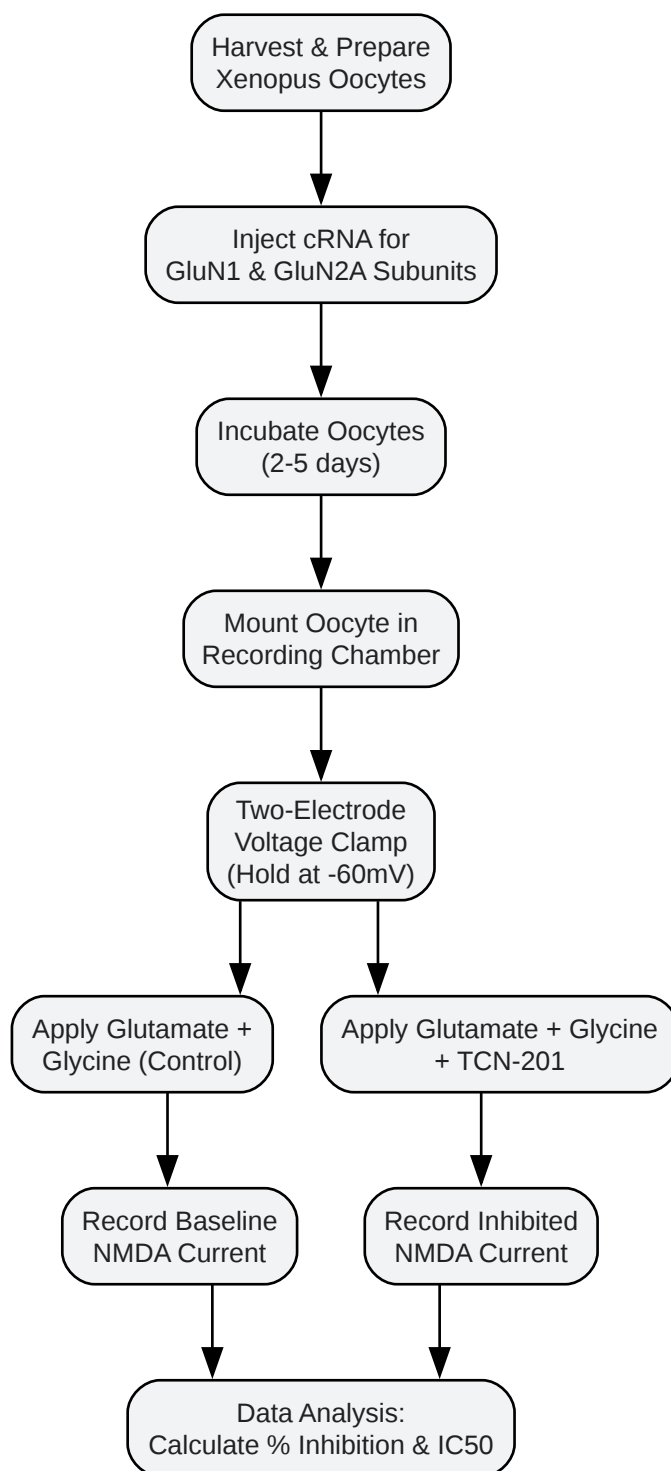 Harvest & Prepare
Xenopus Oocytes
Inject cRNA for
GluN1 & GluN2A Subunits
Incubate Oocytes
(2-5 days)
Mount Oocyte in
Recording Chamber
Two-Electrode
Voltage Clamp
(Hold at -60mV)
Apply Glutamate +
Glycine (Control)
Apply Glutamate + Glycine
+ TCN-201
Record Baseline
NMDA Current
Record Inhibited
NMDA Current
Data Analysis:
Calculate % Inhibition & IC50